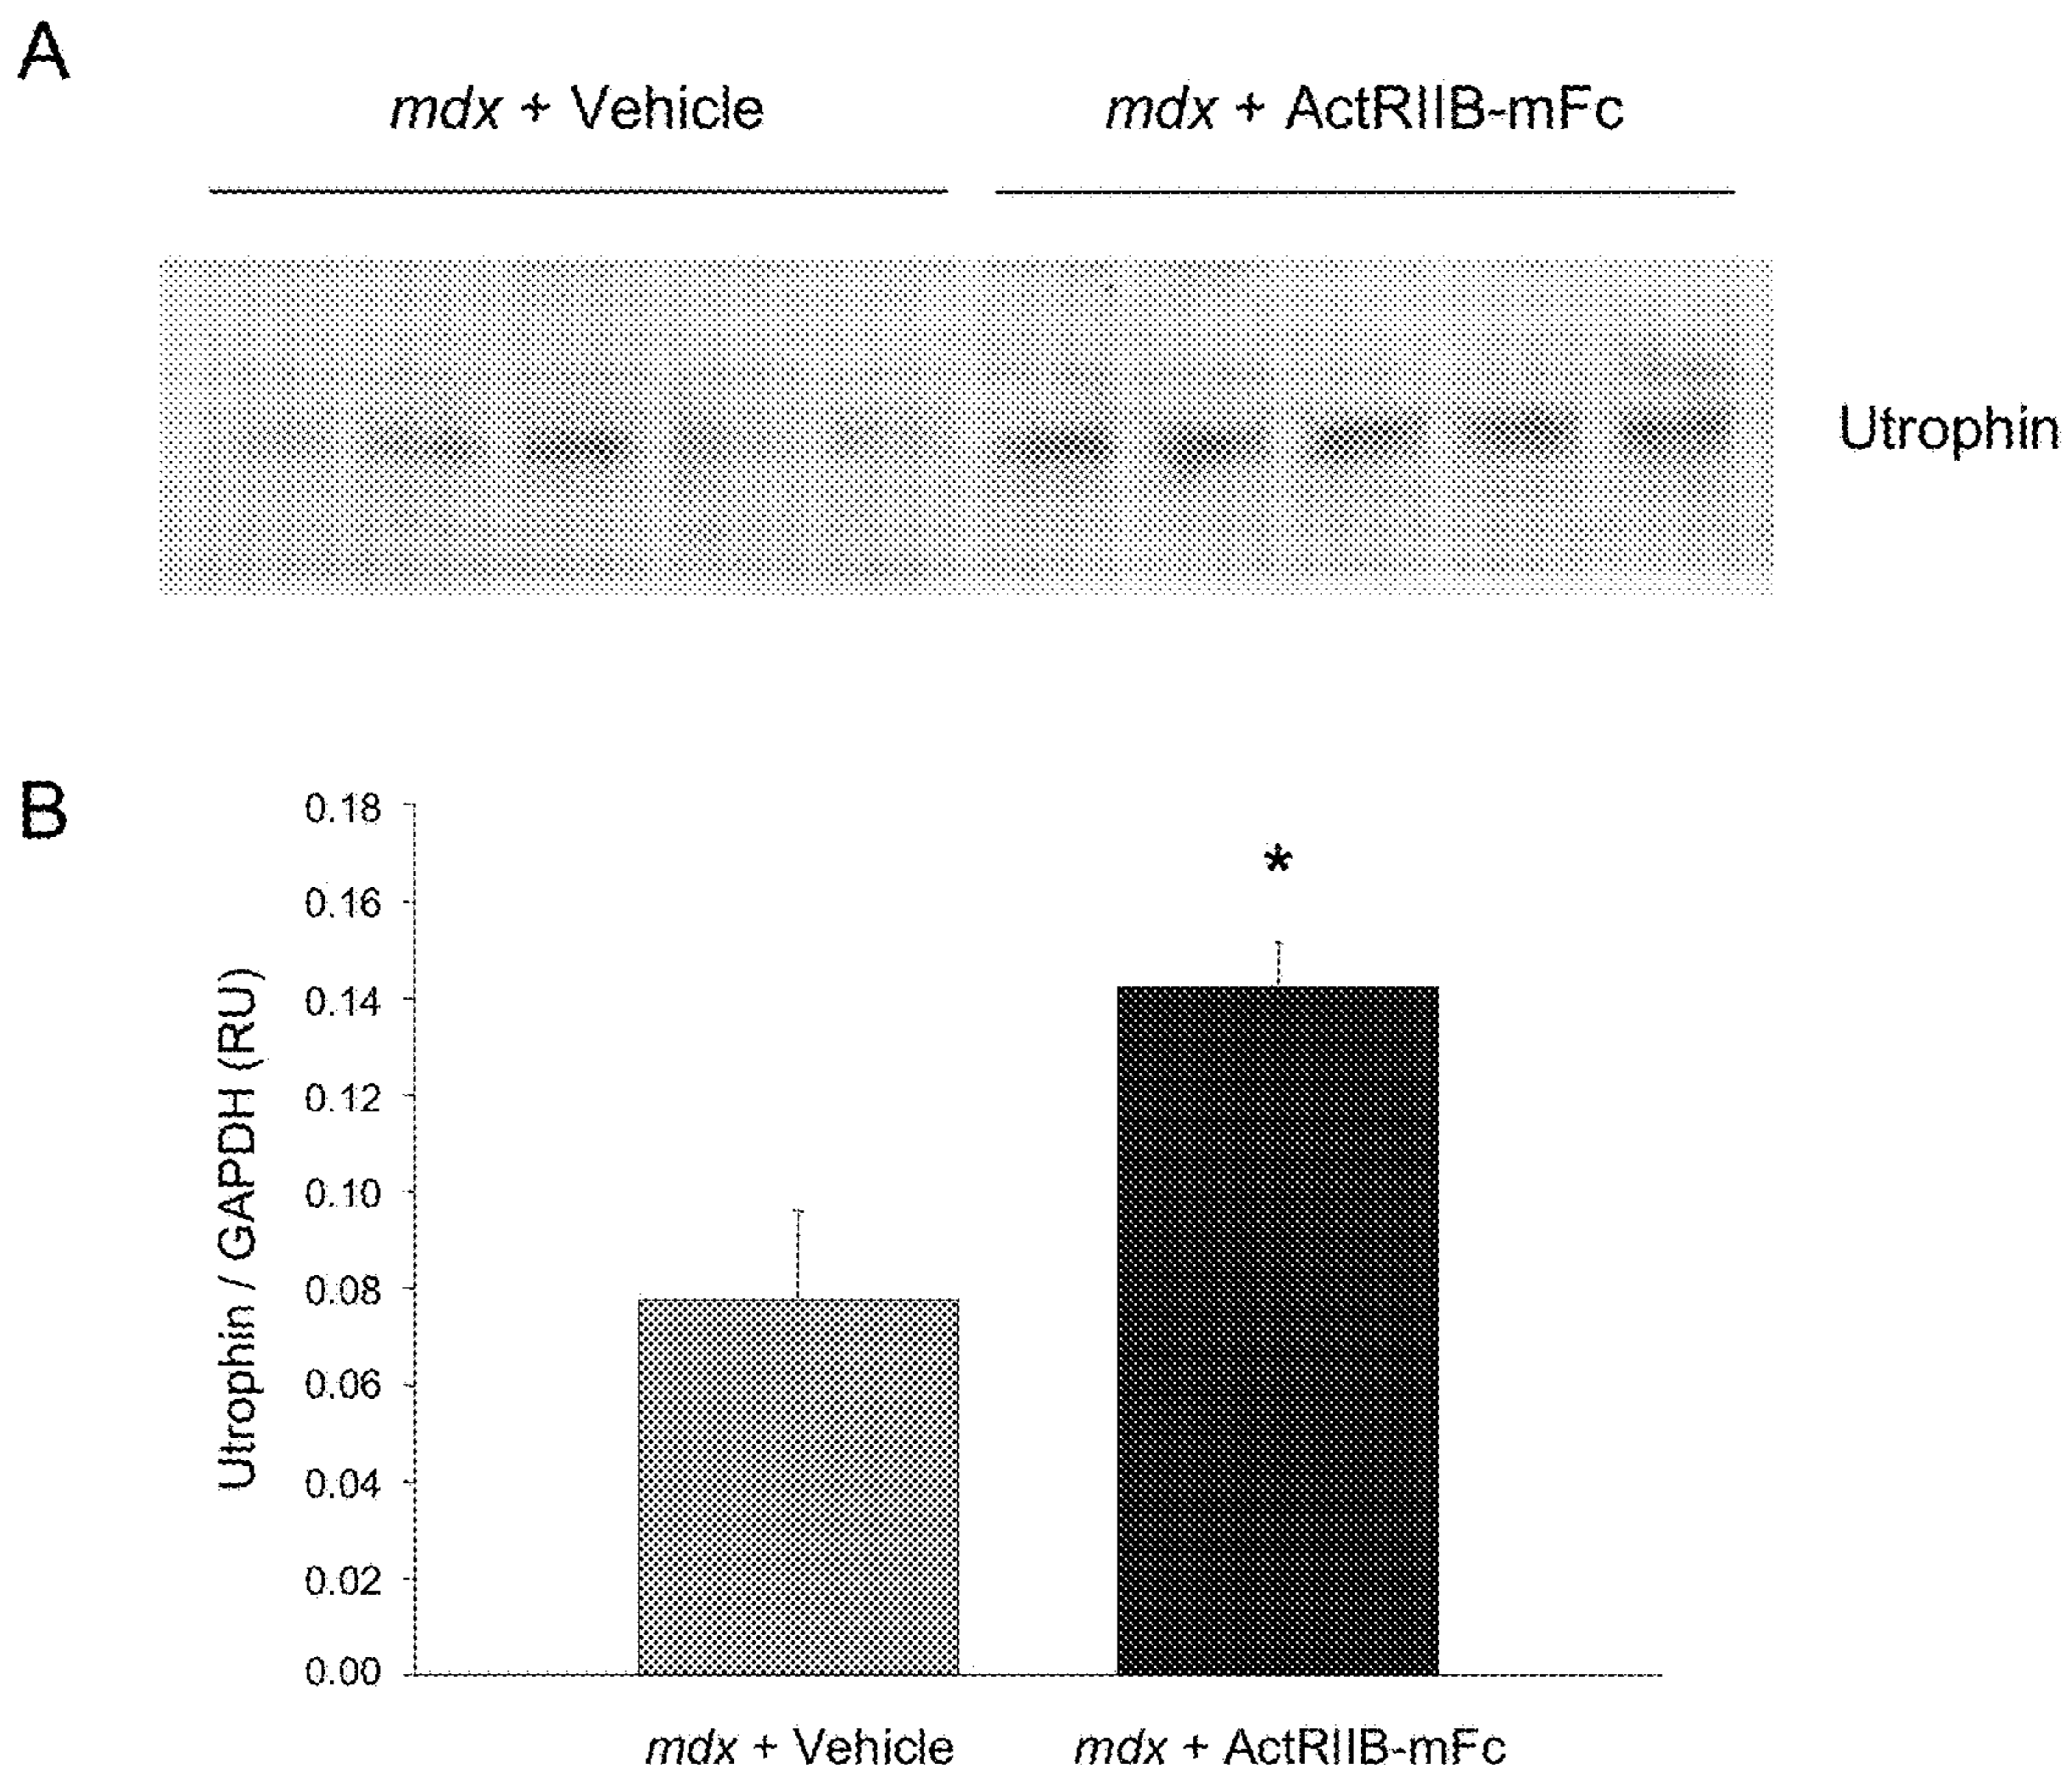 A
mdx + Vehicle
mdx + ActRIIB-mFc
Utrophin
B
0.18
0.16
0.14
0.12
0.10
0.08
0.06
0.04
0.02
0.00
Utrophin / GAPDH (RU)
*
mdx + Vehicle
mdx + ActRIIB-mFc